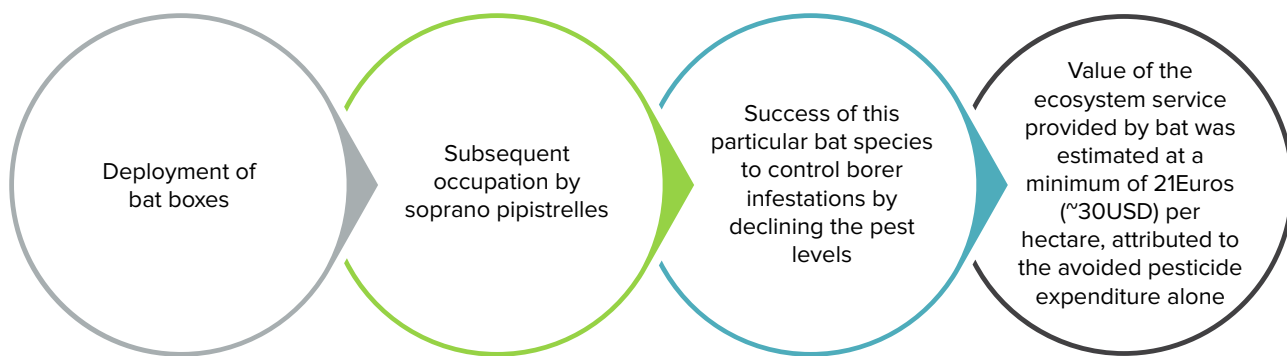 Deployment of
bat boxes
Subsequent
occupation by
soprano pipistrelles
Success of this
particular bat species
to control borer
infestations by
declining the pest
levels
Value of the
ecosystem service
provided by bat was
estimated at a
minimum of 21Euros
(~30USD) per
hectare, attributed to
the avoided pesticide
expenditure alone